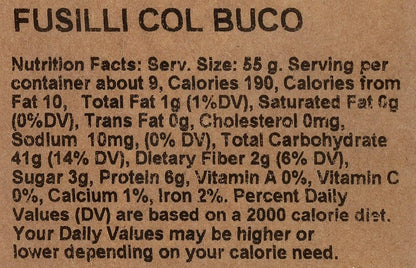 FUSILLI COL BUCO
Nutrition Facts: Serv. Size: 55 g. Serving per
container about 9, Calories 190, Calories from
Fat 10, Total Fat 1g (1%DV), Saturated Fat 0g
(0%DV), Trans Fat 0g, Cholesterol 0mg,
Sodium 10mg, (0% DV), Total Carbohydrate
41g (14% DV), Dietary Fiber 2g (6% DV),
Sugar 3g, Protein 6g, Vitamin A 0%, Vitamin C
0%, Calcium 1%, Iron 2%. Percent Daily
Values (DV) are based on a 2000 calorie diet.
Your Daily Values may be higher or
lower depending on your calorie need.